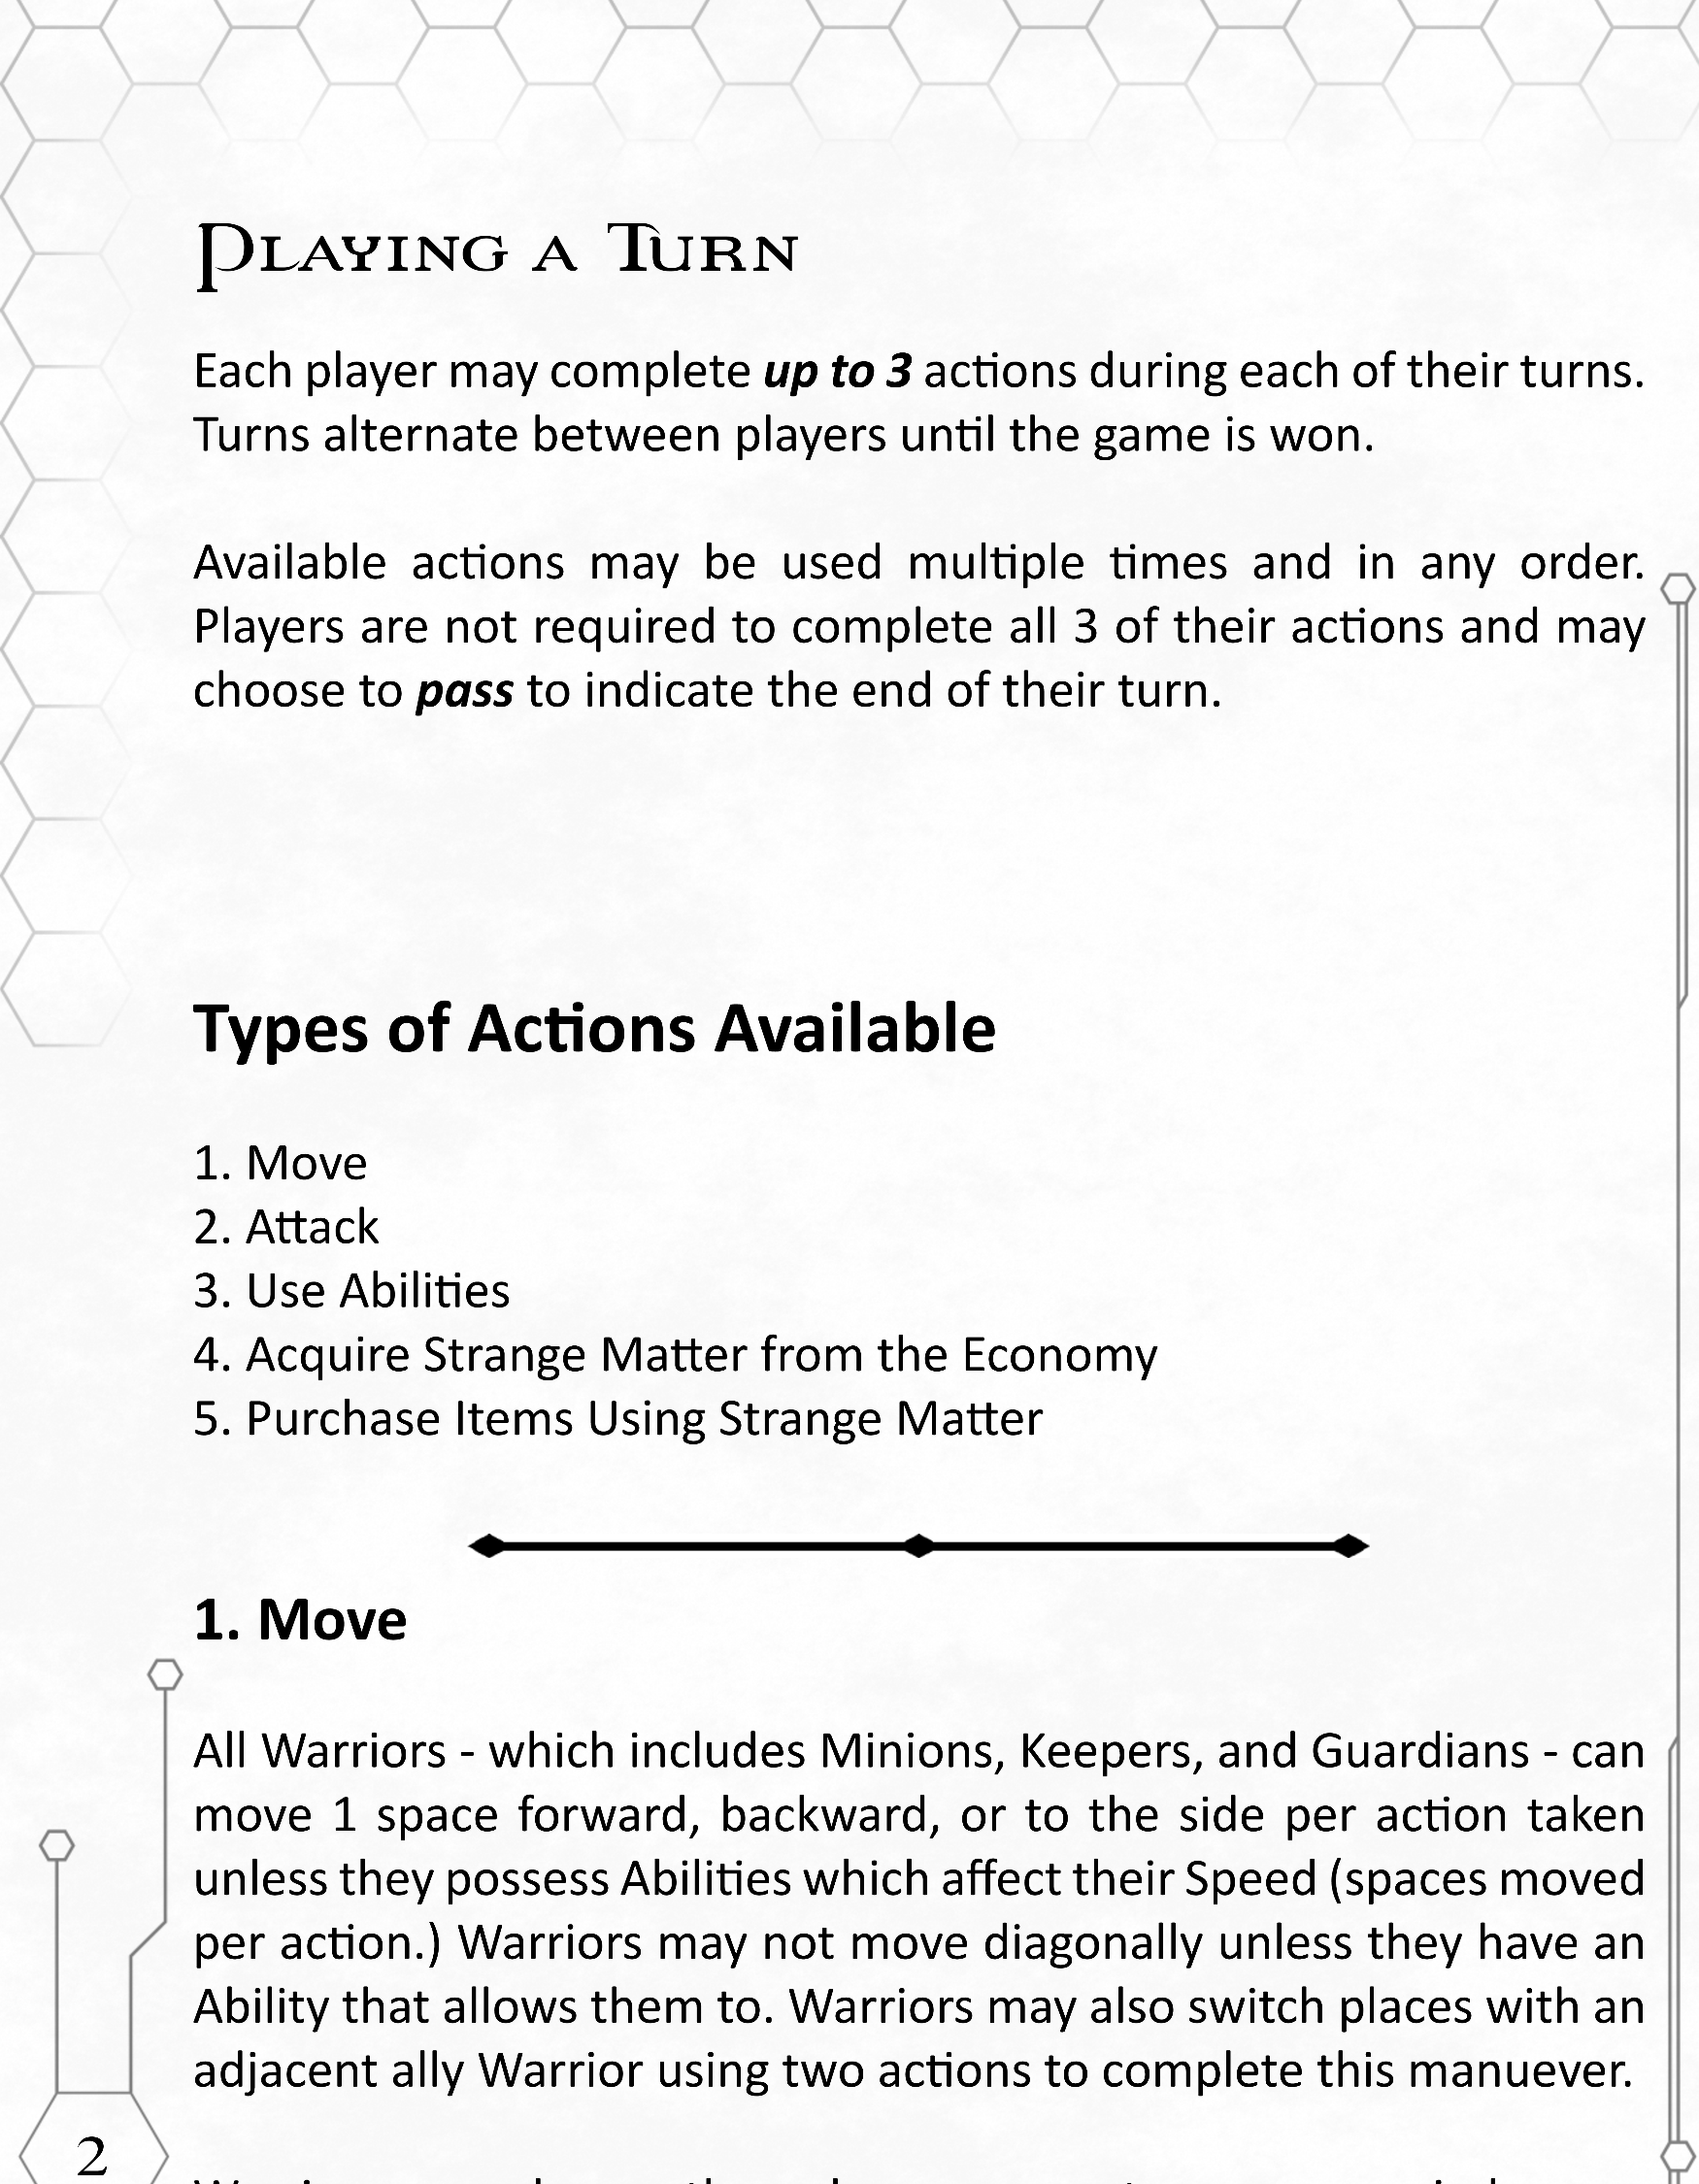 Playing a Turn
Each player may complete up to 3 actions during each of their turns.
Turns alternate between players until the game is won.
Available actions may be used multiple times and in any order.
Players are not required to complete all 3 of their actions and may
choose to pass to indicate the end of their turn.
Types of Actions Available
1. Move
2. Attack
3. Use Abilities
4. Acquire Strange Matter from the Economy
5. Purchase Items Using Strange Matter
1. Move
All Warriors - which includes Minions, Keepers, and Guardians - can
move 1 space forward, backward, or to the side per action taken
unless they possess Abilities which affect their Speed (spaces moved
per action.) Warriors may not move diagonally unless they have an
Ability that allows them to. Warriors may also switch places with an
adjacent ally Warrior using two actions to complete this manuever.
2